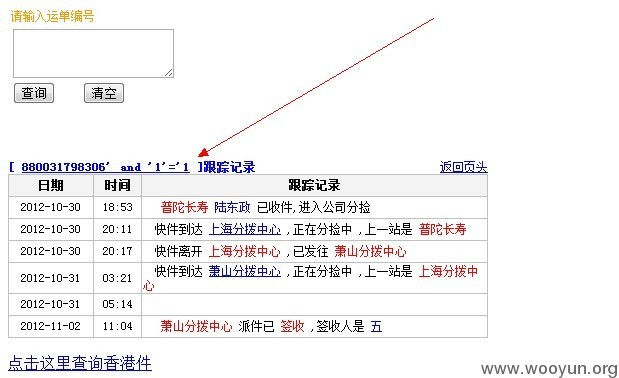 请输入运单编号
查询 清空
[ 880031798306' and '1'='1 ]跟踪记录 返回页头
日期 时间 跟踪记录
2012-10-30 18:53 普陀长寿 陆东政 已收件,进入公司分捡
2012-10-30 20:11 快件到达 上海分拨中心 ,正在分捡中 ,上一站是 普陀长寿
2012-10-30 20:17 快件离开 上海分拨中心 ,已发往 萧山分拨中心
2012-10-31 03:21 快件到达 萧山分拨中心 ,正在分捡中 ,上一站是 上海分拨中
心
2012-10-31 05:14
2012-11-02 11:04 萧山分拨中心 派件已 签收 ,签收人是 五
点击这里查询香港件
www.wooyun.org